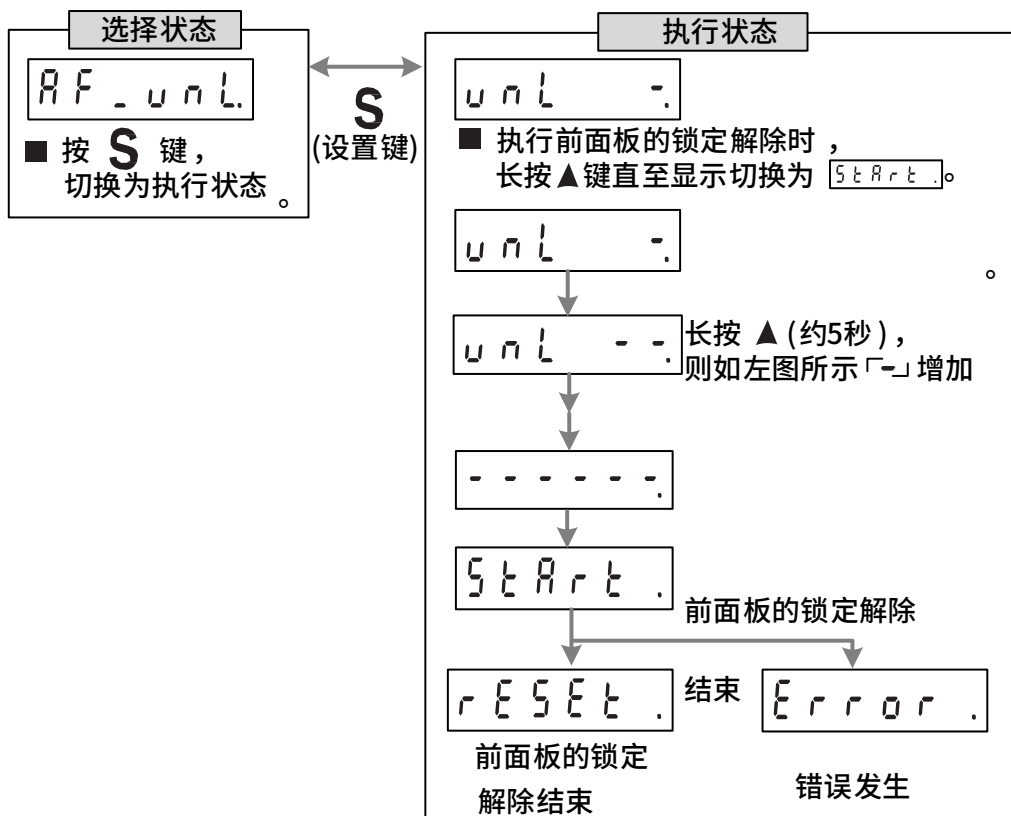 选择状态
AF_unL.
■ 按 S 键，
切换为执行状态。
S
(设置键)
执行状态
unL -.
■ 执行前面板的锁定解除时，
长按▲键直至显示切换为 StArt .。
unL -.
。
unL --.
长按 ▲ (约5秒)，
则如左图所示「-」增加
------.
StArt .
前面板的锁定解除
rESEt .
结束
Error .
前面板的锁定
解除结束
错误发生